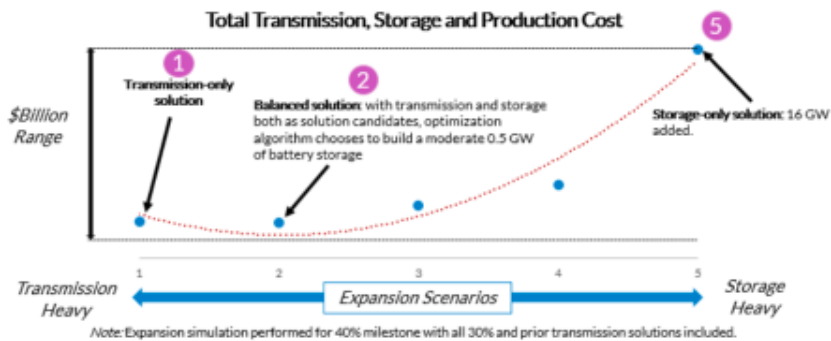 Total Transmission, Storage and Production Cost
5
1
Transmission-only
solution
2
Balanced solution: with transmission and storage
both as solution candidates, optimization
algorithm chooses to build a moderate 0.5 GW
of battery storage
Storage-only solution: 16 GW
added.
$Billion
Range
1
2
3
4
5
Transmission
Heavy
Expansion Scenarios
Storage
Heavy
Note: Expansion simulation performed for 40% milestone with all 30% and prior transmission solutions included.